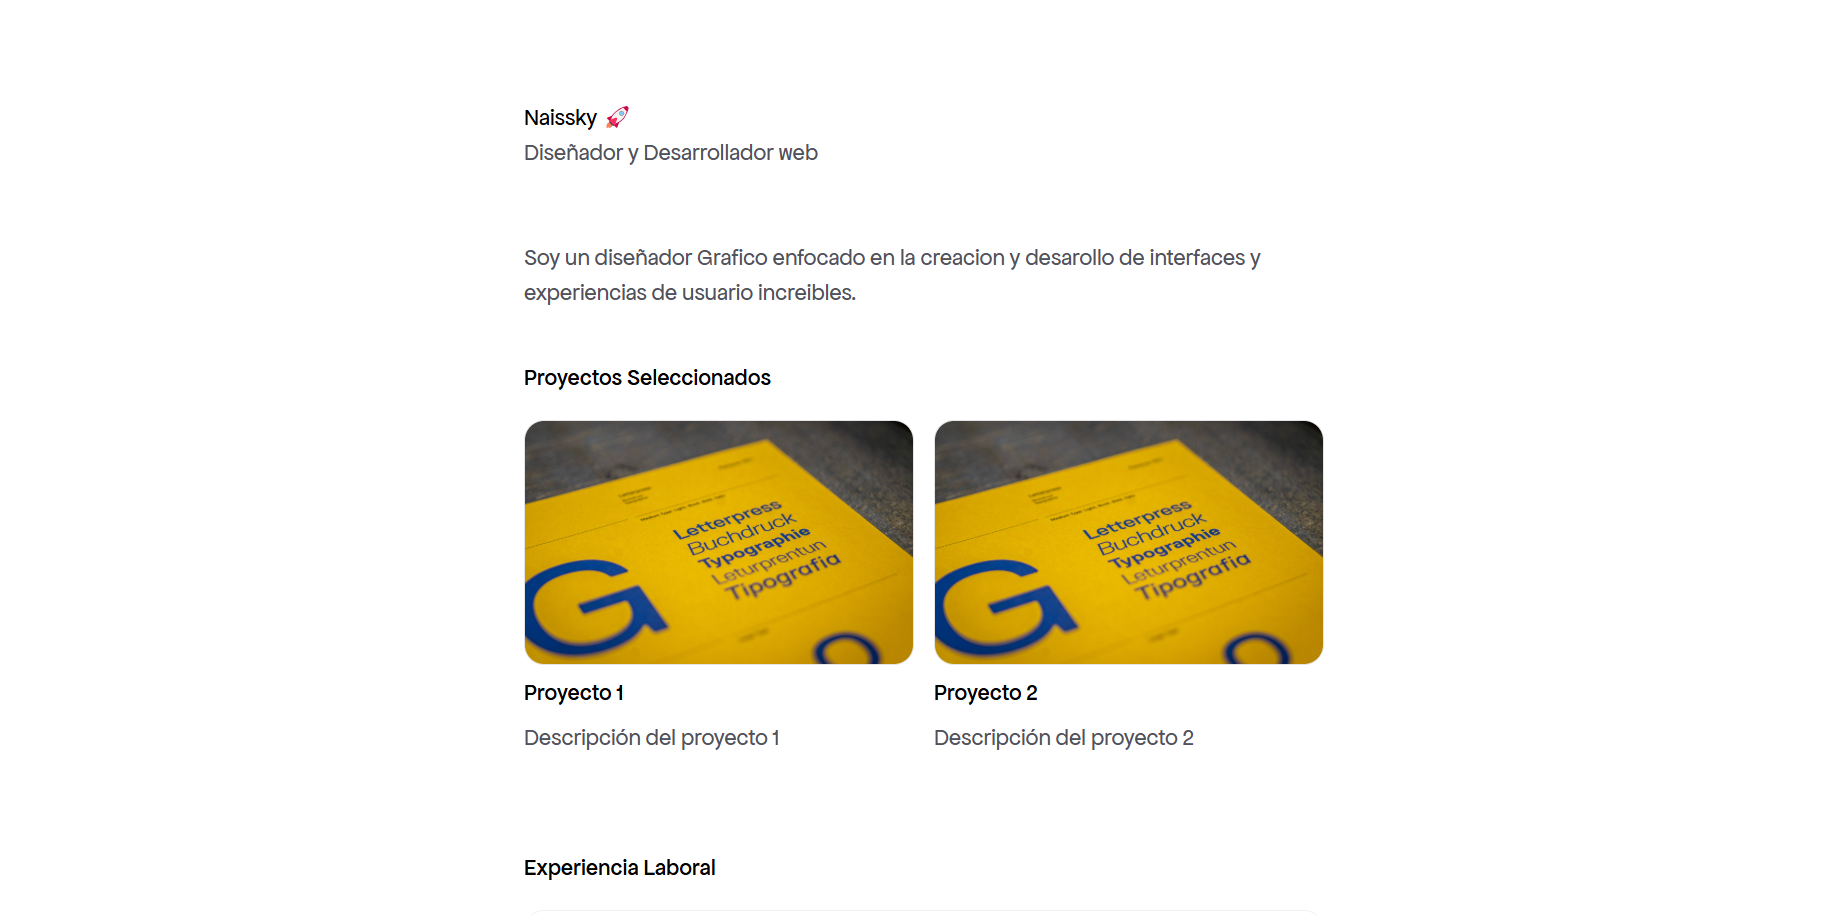 Naissky 🚀
Diseñador y Desarrollador web
Soy un diseñador Grafico enfocado en la creacion y desarollo de interfaces y
experiencias de usuario increibles.
Proyectos Seleccionados
Letterpress
Buchdruck
Typographie
Leturprentun
Tipografia
G
Letterpress
Buchdruck
Typographie
Leturprentun
Tipografia
G
Proyecto 1
Proyecto 2
Descripción del proyecto 1
Descripción del proyecto 2
Experiencia Laboral